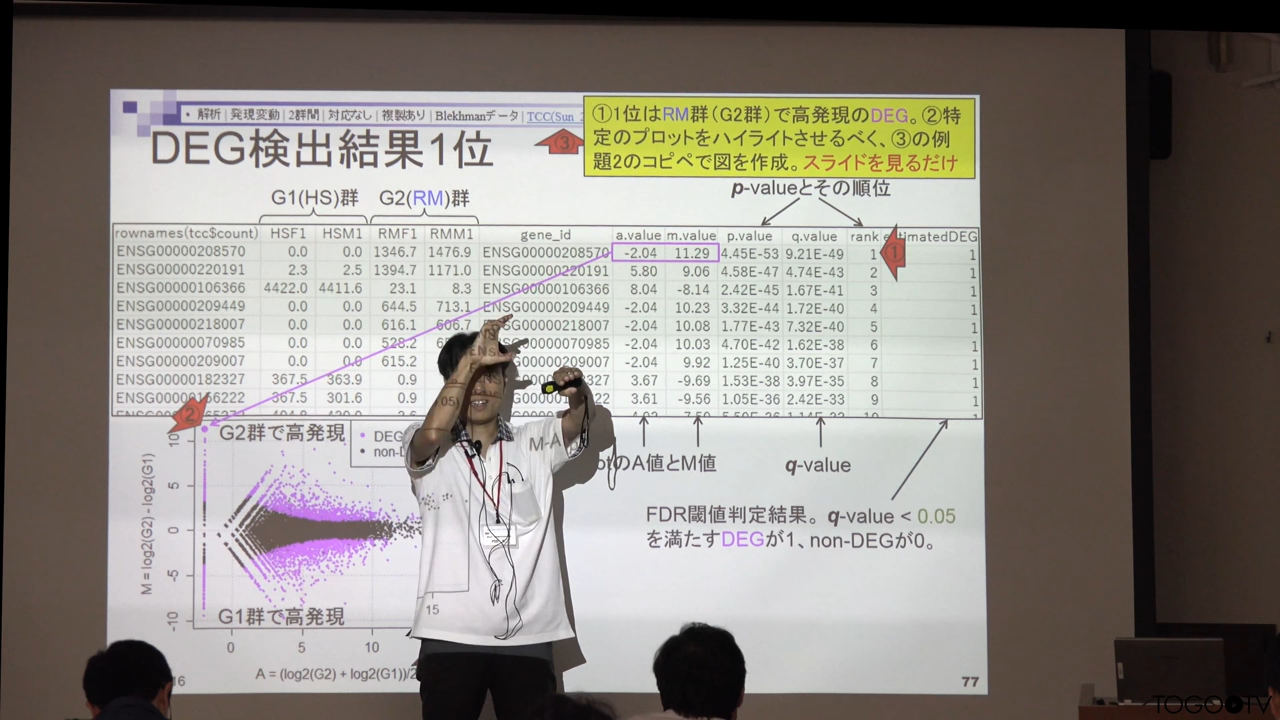 • 解析 | 発現変動 | 2群間 | 対応なし | 複製あり | Blekhmanデータ | TCC(Sun_2
DEG検出結果1位
③
①1位はRM群(G2群)で高発現のDEG。②特
定のプロットをハイライトさせるべく、③の例
題2のコピペで図を作成。スライドを見るだけ
G1(HS)群 G2(RM)群
p-valueとその順位
rownames(tcc$count) HSF1 HSM1 RMF1 RMM1 gene_id a.value m.value p.value q.value rank timatedDEG
ENSG00000208570 0.0 0.0 1346.7 1476.9 ENSG00000208570 -2.04 11.29 4.45E-53 9.21E-49 1 1
①
ENSG00000220191 2.3 2.5 1394.7 1171.0 ENSG00000220191 5.80 9.06 4.58E-47 4.74E-43 2 1
ENSG00000106366 4422.0 4411.6 23.1 8.3 ENSG00000106366 8.04 -8.14 2.42E-45 1.67E-41 3 1
ENSG00000209449 0.0 0.0 644.5 713.1 ENSG00000209449 -2.04 10.23 3.32E-44 1.72E-40 4 1
ENSG00000218007 0.0 0.0 616.1 606.7 ENSG00000218007 -2.04 10.08 1.77E-43 7.32E-40 5 1
ENSG00000070985 0.0 0.0 528.2 -2.04 10.03 4.70E-42 1.62E-38 6 1
ENSG00000209007 0.0 0.0 615.2 -2.04 9.92 1.25E-40 3.70E-37 7 1
ENSG00000182327 367.5 363.9 0.9 327 3.67 -9.69 1.53E-38 3.97E-35 8 1
367.5 301.6 0.9 3.61 -9.56 1.06E-36 2.42E-33 9 1
②
G2群で高発現
DEG
non-D
M-A
otのA値とM値
q-value
FDR閾値判定結果。q-value < 0.05
を満たすDEGが1、non-DEGが0。
M = log2(G2) - log2(G1)
10
5
0
-5
-10
G1群で高発現
0 5 10 15
A = (log2(G2) + log2(G1))/2
16
77
TOGOTV